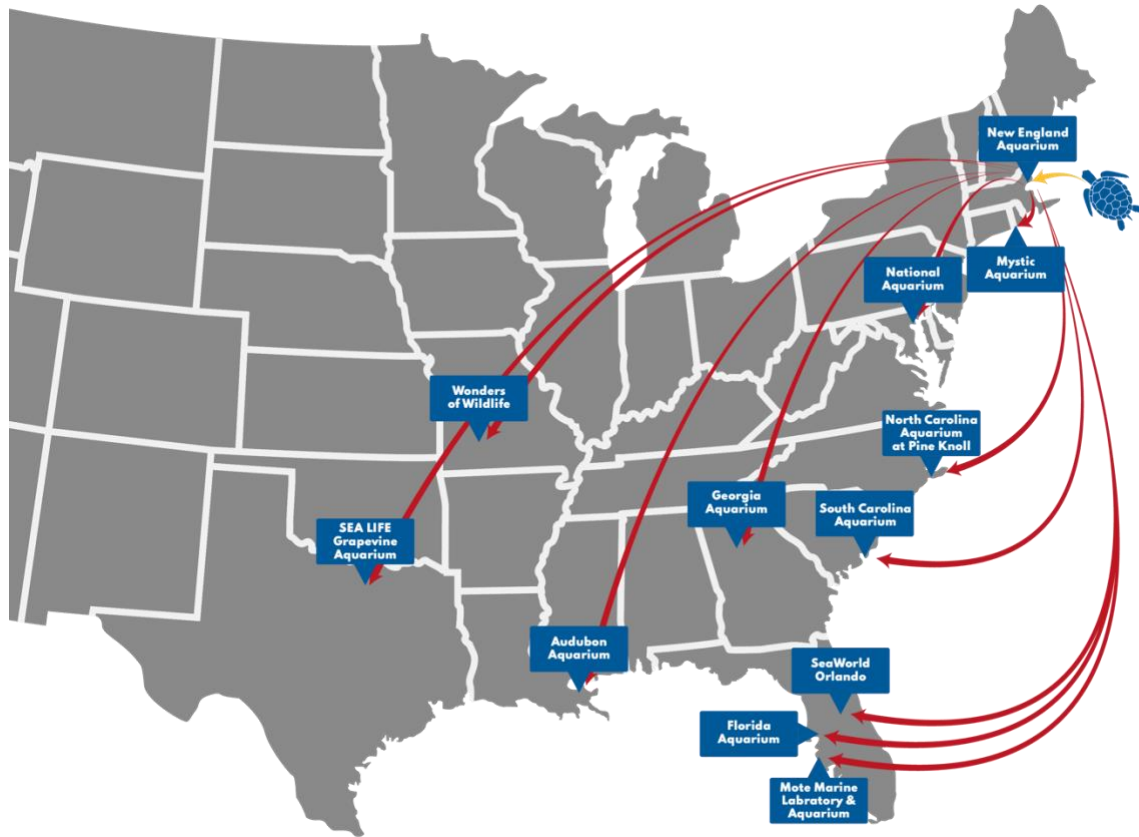 New England
Aquarium
Mystic
Aquarium
National
Aquarium
Wonders
of Wildlife
North Carolina
Aquarium
at Pine Knoll
Georgia
Aquarium
South Carolina
Aquarium
SEA LIFE
Grapevine
Aquarium
Audubon
Aquarium
SeaWorld
Orlando
Florida
Aquarium
Mote Marine
Labratory &
Aquarium